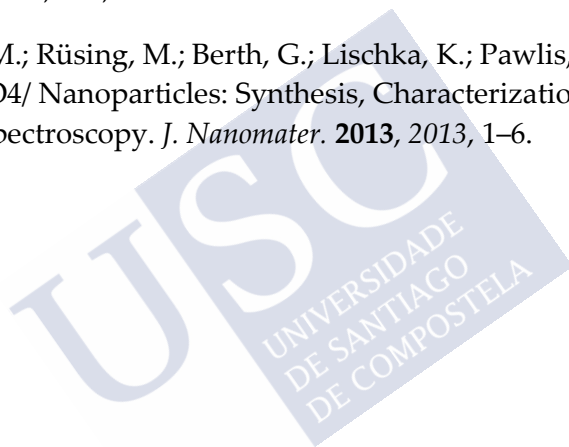 M.; Rüsing, M.; Berth, G.; Lischka, K.; Pawlis,
04/ Nanoparticles: Synthesis, Characterizatio
pectroscopy. J. Nanomater. 2013, 2013, 1–6.
USC
UNIVERSIDADE
DE SANTIAGO
DE COMPOSTELA